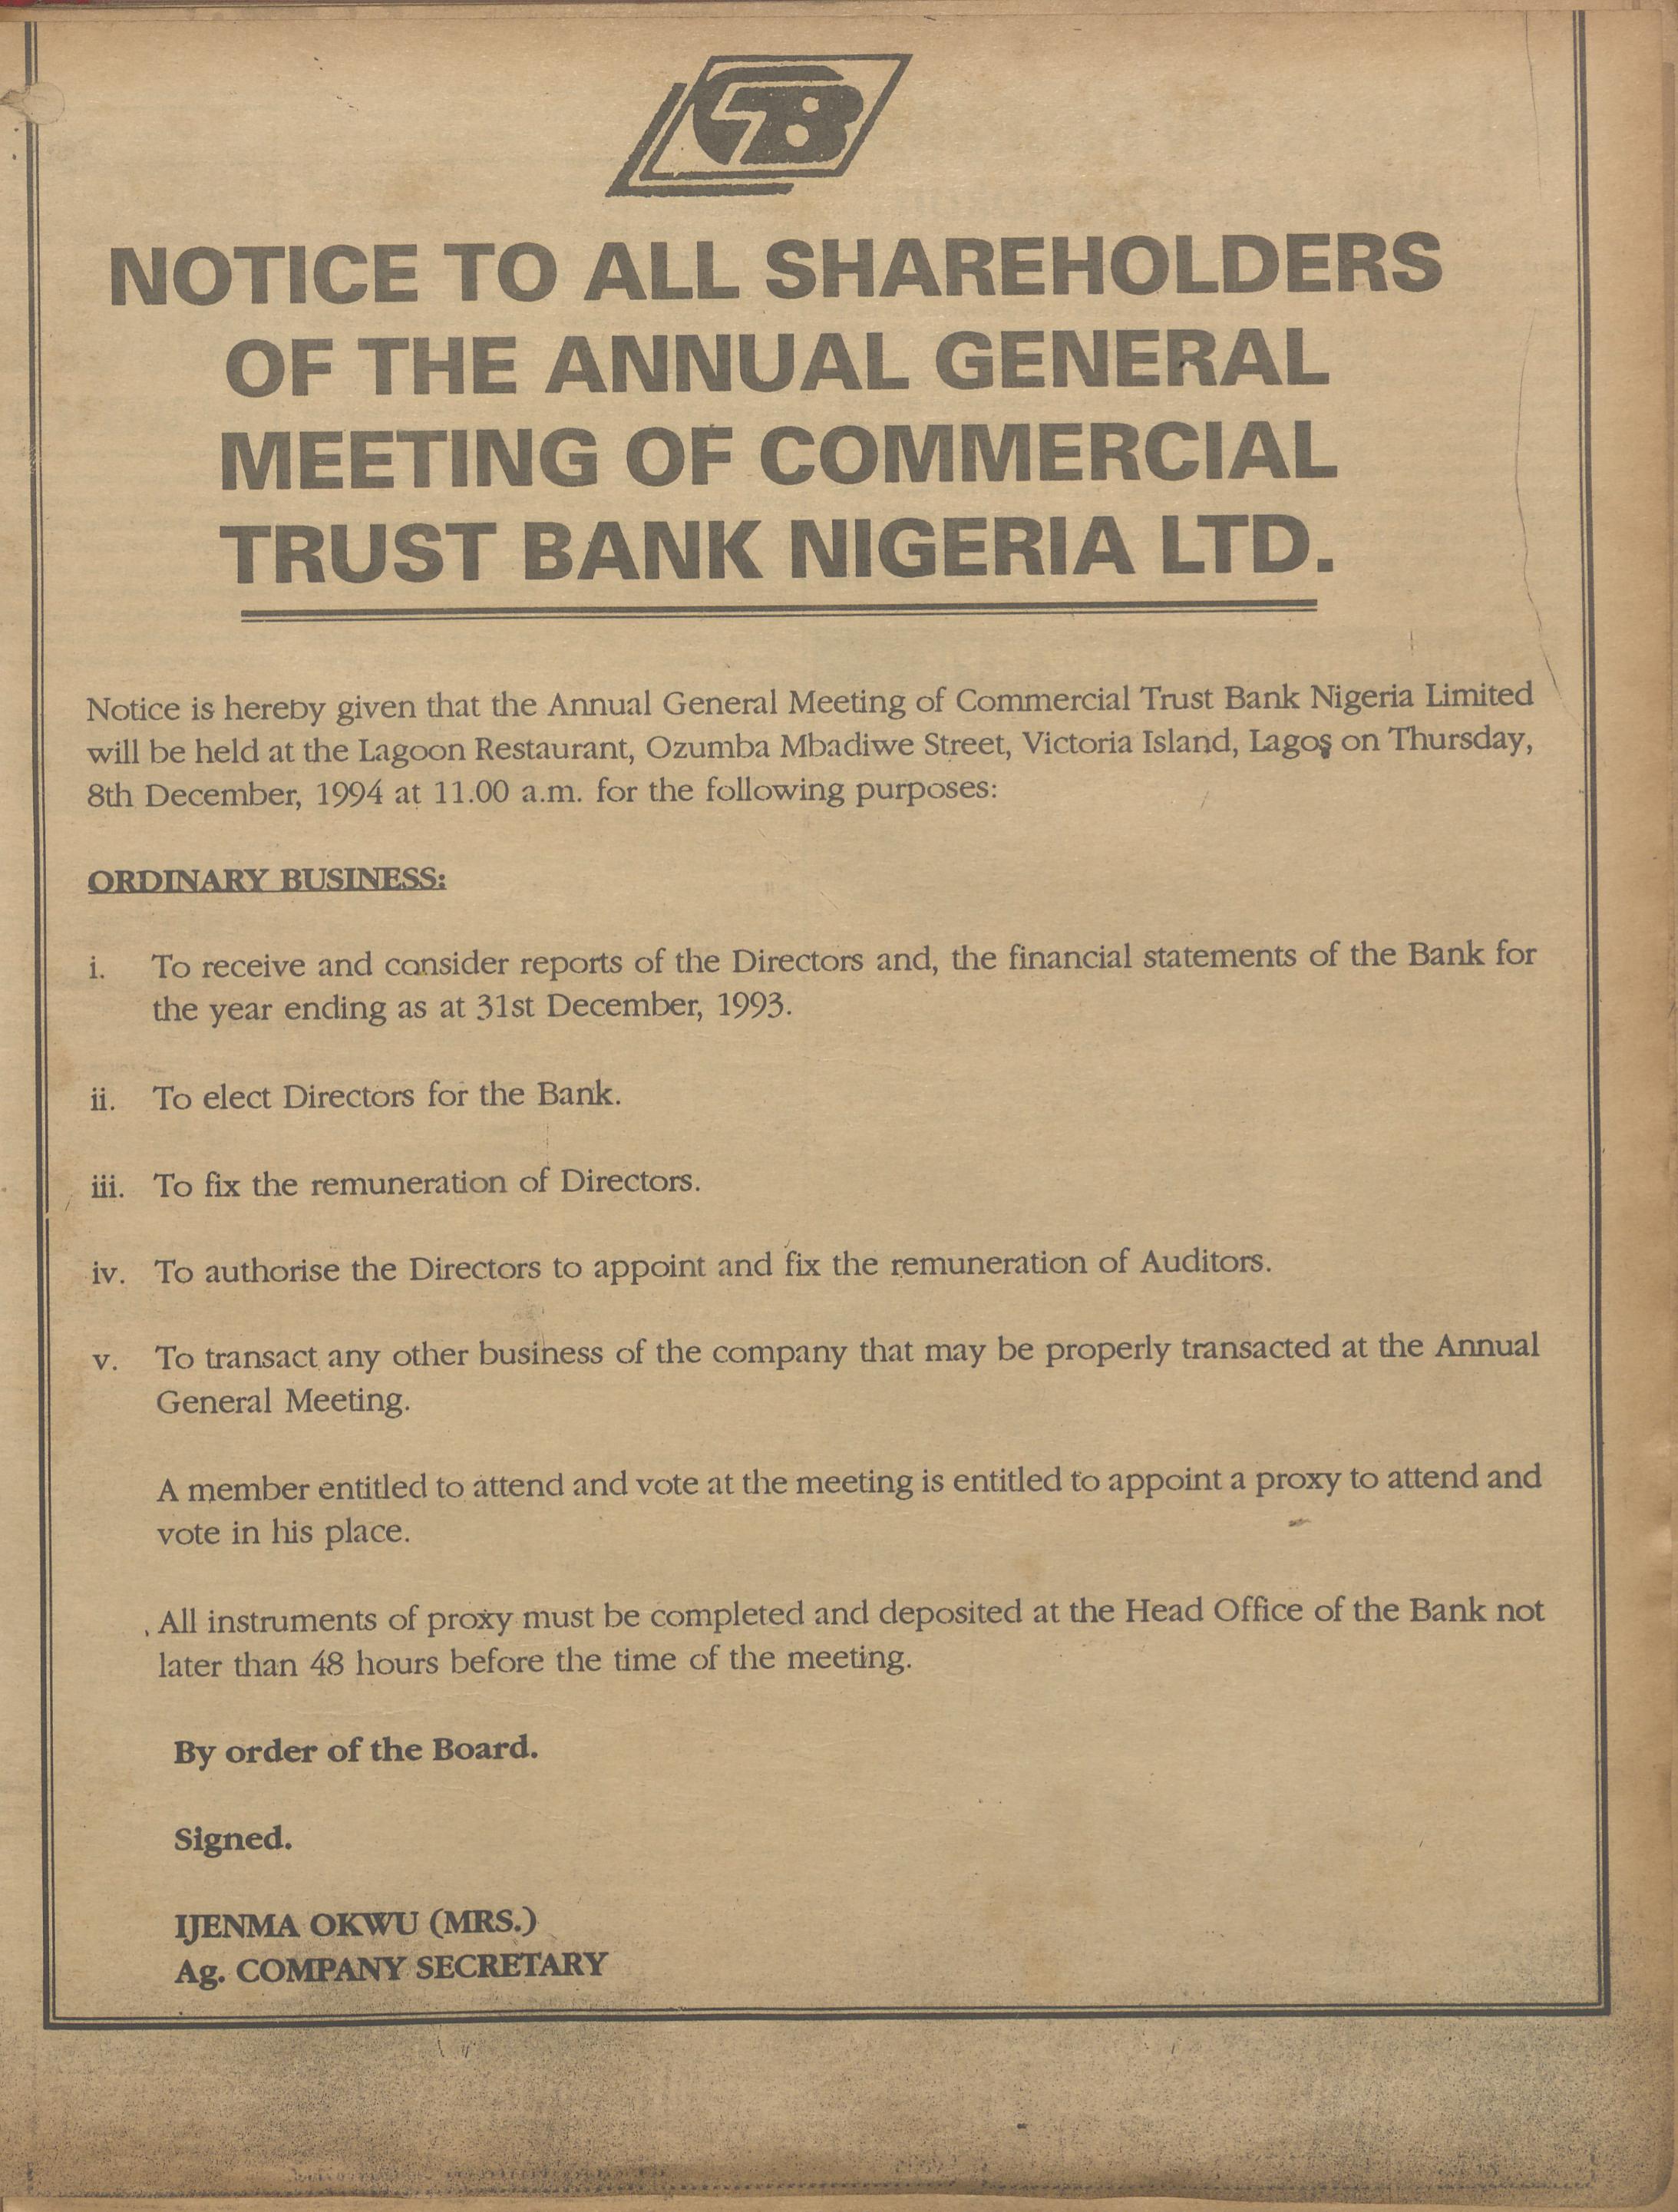 CTB
NOTICE TO ALL SHAREHOLDERS
OF THE ANNUAL GENERAL
MEETING OF COMMERCIAL
TRUST BANK NIGERIA LTD.
Notice is hereby given that the Annual General Meeting of Commercial Trust Bank Nigeria Limited
will be held at the Lagoon Restaurant, Ozumba Mbadiwe Street, Victoria Island, Lagos on Thursday,
8th December, 1994 at 11.00 a.m. for the following purposes:
ORDINARY BUSINESS:
i. To receive and consider reports of the Directors and, the financial statements of the Bank for
the year ending as at 31st December, 1993.
ii. To elect Directors for the Bank.
iii. To fix the remuneration of Directors.
iv. To authorise the Directors to appoint and fix the remuneration of Auditors.
v. To transact any other business of the company that may be properly transacted at the Annual
General Meeting.
A member entitled to attend and vote at the meeting is entitled to appoint a proxy to attend and
vote in his place.
All instruments of proxy must be completed and deposited at the Head Office of the Bank not
later than 48 hours before the time of the meeting.
By order of the Board.
Signed.
IJENMA OKWU (MRS.)
Ag. COMPANY SECRETARY